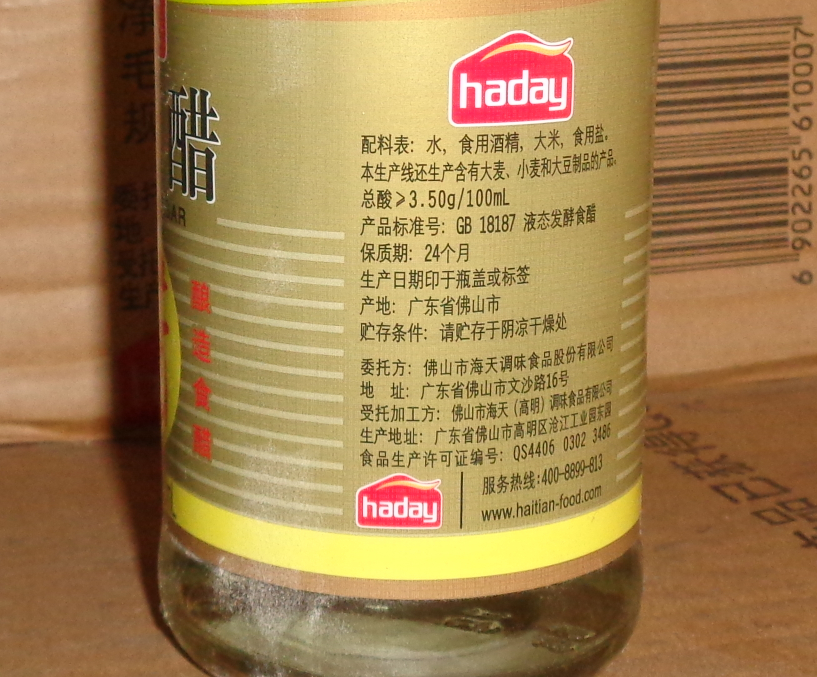 haday
配料表：水，食用酒精，大米，食用盐。
本生产线还生产含有大麦、小麦和大豆制品的产品。
总酸≥3.50g/100mL
产品标准号：GB 18187 液态发酵食醋
保质期：24个月
生产日期印于瓶盖或标签
产地：广东省佛山市
贮存条件：请贮存于阴凉干燥处
委托方：佛山市海天调味食品股份有限公司
地 址：广东省佛山市文沙路16号
受托加工方：佛山市海天（高明）调味食品有限公司
生产地址：广东省佛山市高明区沧江工业园东园
食品生产许可证编号：QS4406 0302 3486
haday
服务热线:400-8899-813
www.haitian-food.com
醋
酿造食醋
6 902265 610007
净
毛
规
委托
地
受托
生产